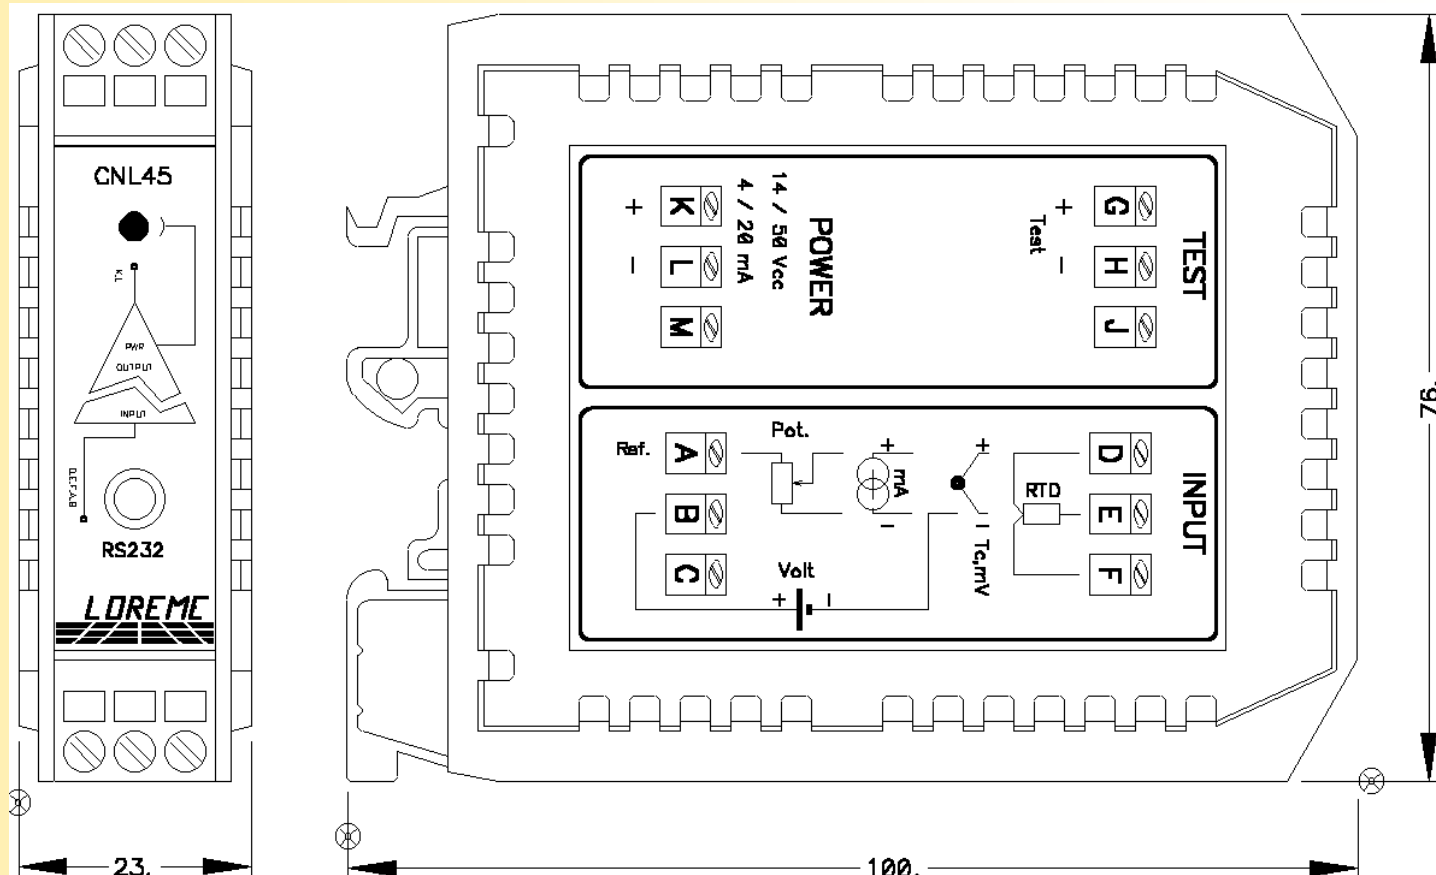 CNL45
K.L
PWR
OUTPUT
INPUT
D.E.F.A.B
RS232
LOREME
23.
POWER
14 / 50 Vcc
4 / 20 mA
+
-
K
L
M
TEST
Test
+
-
G
H
J
INPUT
Ref.
A
B
C
Pot.
+
mA
-
+
-
Tc,mV
RTD
D
E
F
Volt
+
-
100.
76.